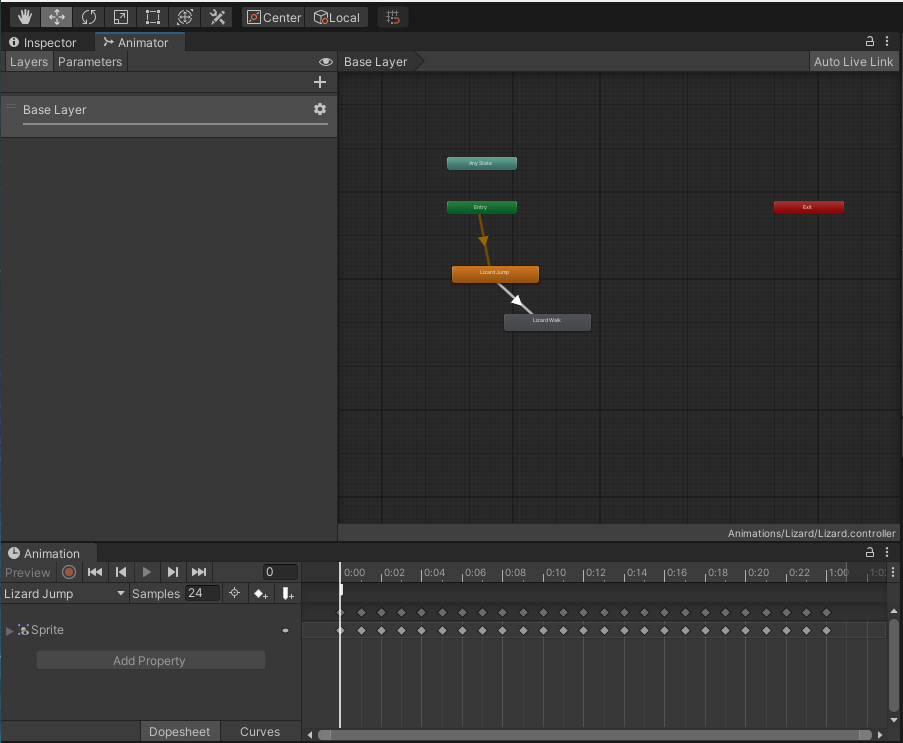 Center Local
Inspector Animator
Layers Parameters Base Layer Auto Live Link
Base Layer
Any State
Entry Exit
Lizard Jump
Lizard Walk
Animations/Lizard/Lizard.controller
Animation
Preview 0 0:00 0:02 0:04 0:06 0:08 0:10 0:12 0:14 0:16 0:18 0:20 0:22 1:00
Lizard Jump Samples 24
Sprite
Add Property
Dopesheet Curves